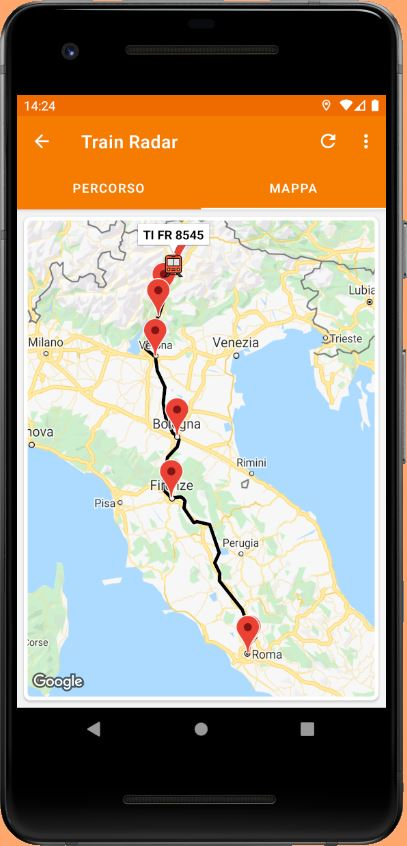 14:24
Train Radar
PERCORSO
MAPPA
TI FR 8545
Lubia
Milano
Venezia
Trieste
Bologna
nova
Rimini
Firenze
Pisa
Perugia
Roma
Corse
Google